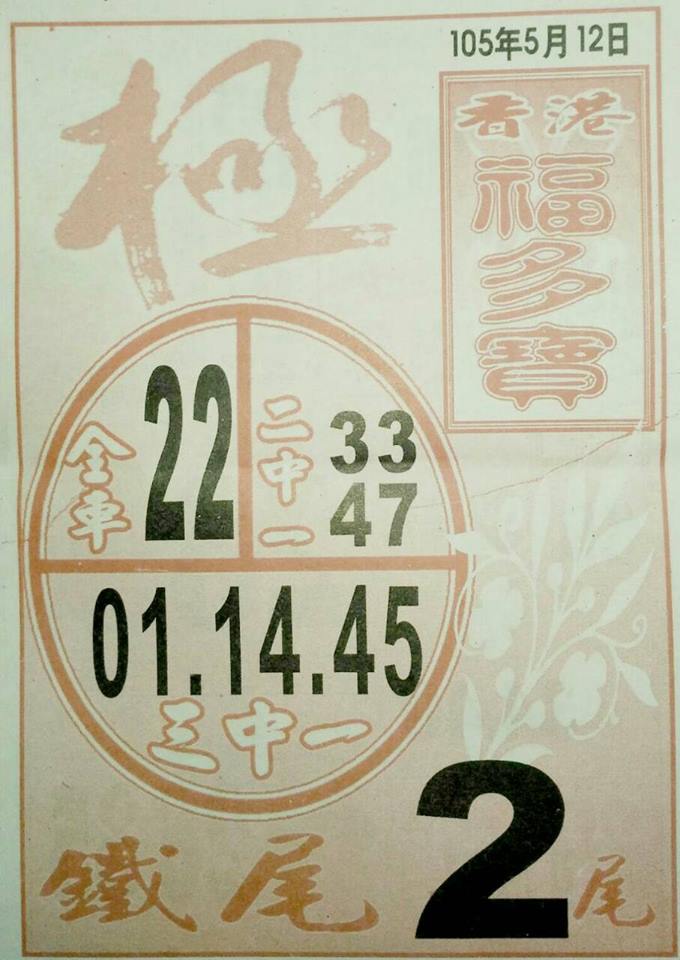 105年5月12日
香港
福多寶
極
全車
22
二中一
33
47
01.14.45
三中一
鐵尾
2尾